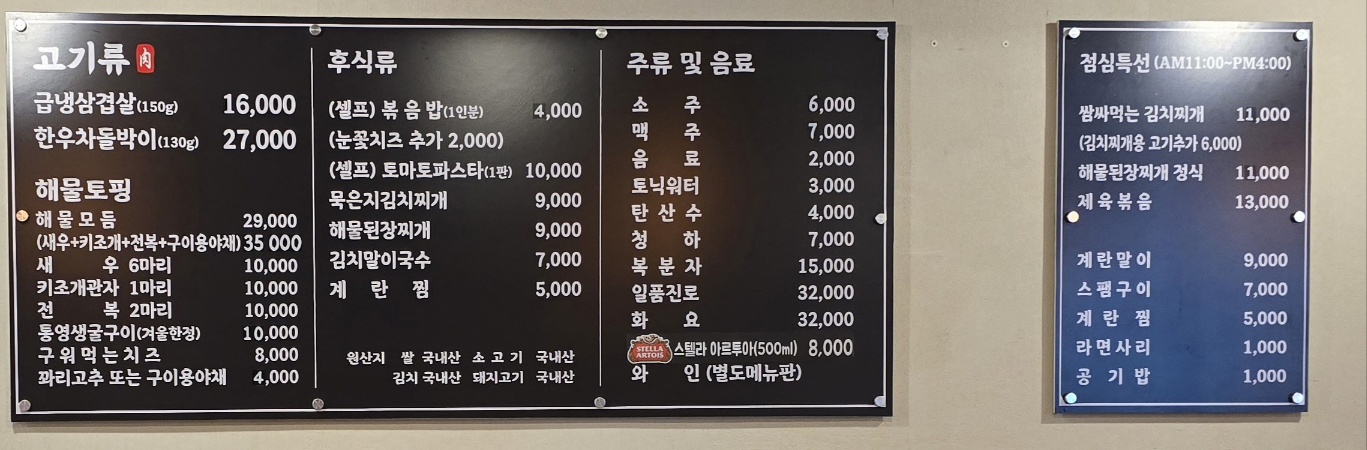 고기류 肉
급냉삼겹살(150g) 16,000
한우차돌박이(130g) 27,000
해물토핑
해물모듬 29,000
(새우+키조개+전복+구이용야채) 35 000
새 우 6마리 10,000
키조개관자 1마리 10,000
전 복 2마리 10,000
통영생굴구이(겨울한정) 10,000
구워먹는치즈 8,000
꽈리고추 또는 구이용야채 4,000
후식류
(셀프) 볶음밥(1인분) 4,000
(눈꽃치즈 추가 2,000)
(셀프) 토마토파스타(1판) 10,000
묵은지김치찌개 9,000
해물된장찌개 9,000
김치말이국수 7,000
계 란 찜 5,000
원산지 쌀 국내산 소고기 국내산
김치 국내산 돼지고기 국내산
주류 및 음료
소 주 6,000
맥 주 7,000
음 료 2,000
토닉워터 3,000
탄 산 수 4,000
청 하 7,000
복 분 자 15,000
일품진로 32,000
화 요 32,000
STELLA ARTOIS 스텔라 아르투아(500ml) 8,000
와 인 (별도메뉴판)
점심특선 (AM11:00~PM4:00)
쌈싸먹는 김치찌개 11,000
(김치찌개용 고기추가 6,000)
해물된장찌개 정식 11,000
제육볶음 13,000
계란말이 9,000
스팸구이 7,000
계 란 찜 5,000
라면사리 1,000
공 기 밥 1,000